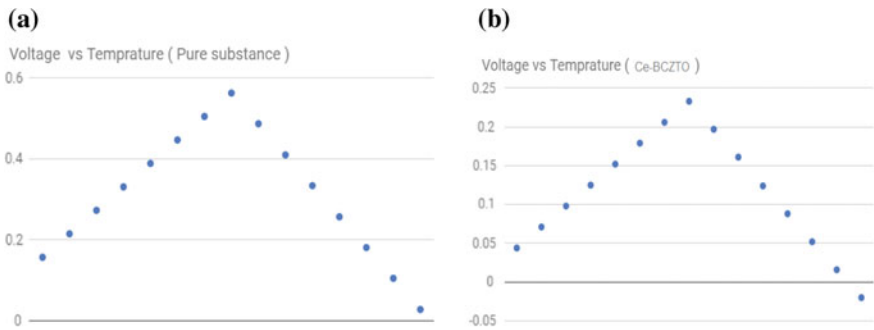 (a)
Voltage vs Temprature ( Pure substance )
0.6
0.4
0.2
0
(b)
Voltage vs Temprature ( Ce-BCZTO )
0.25
0.2
0.15
0.1
0.05
0
-0.05